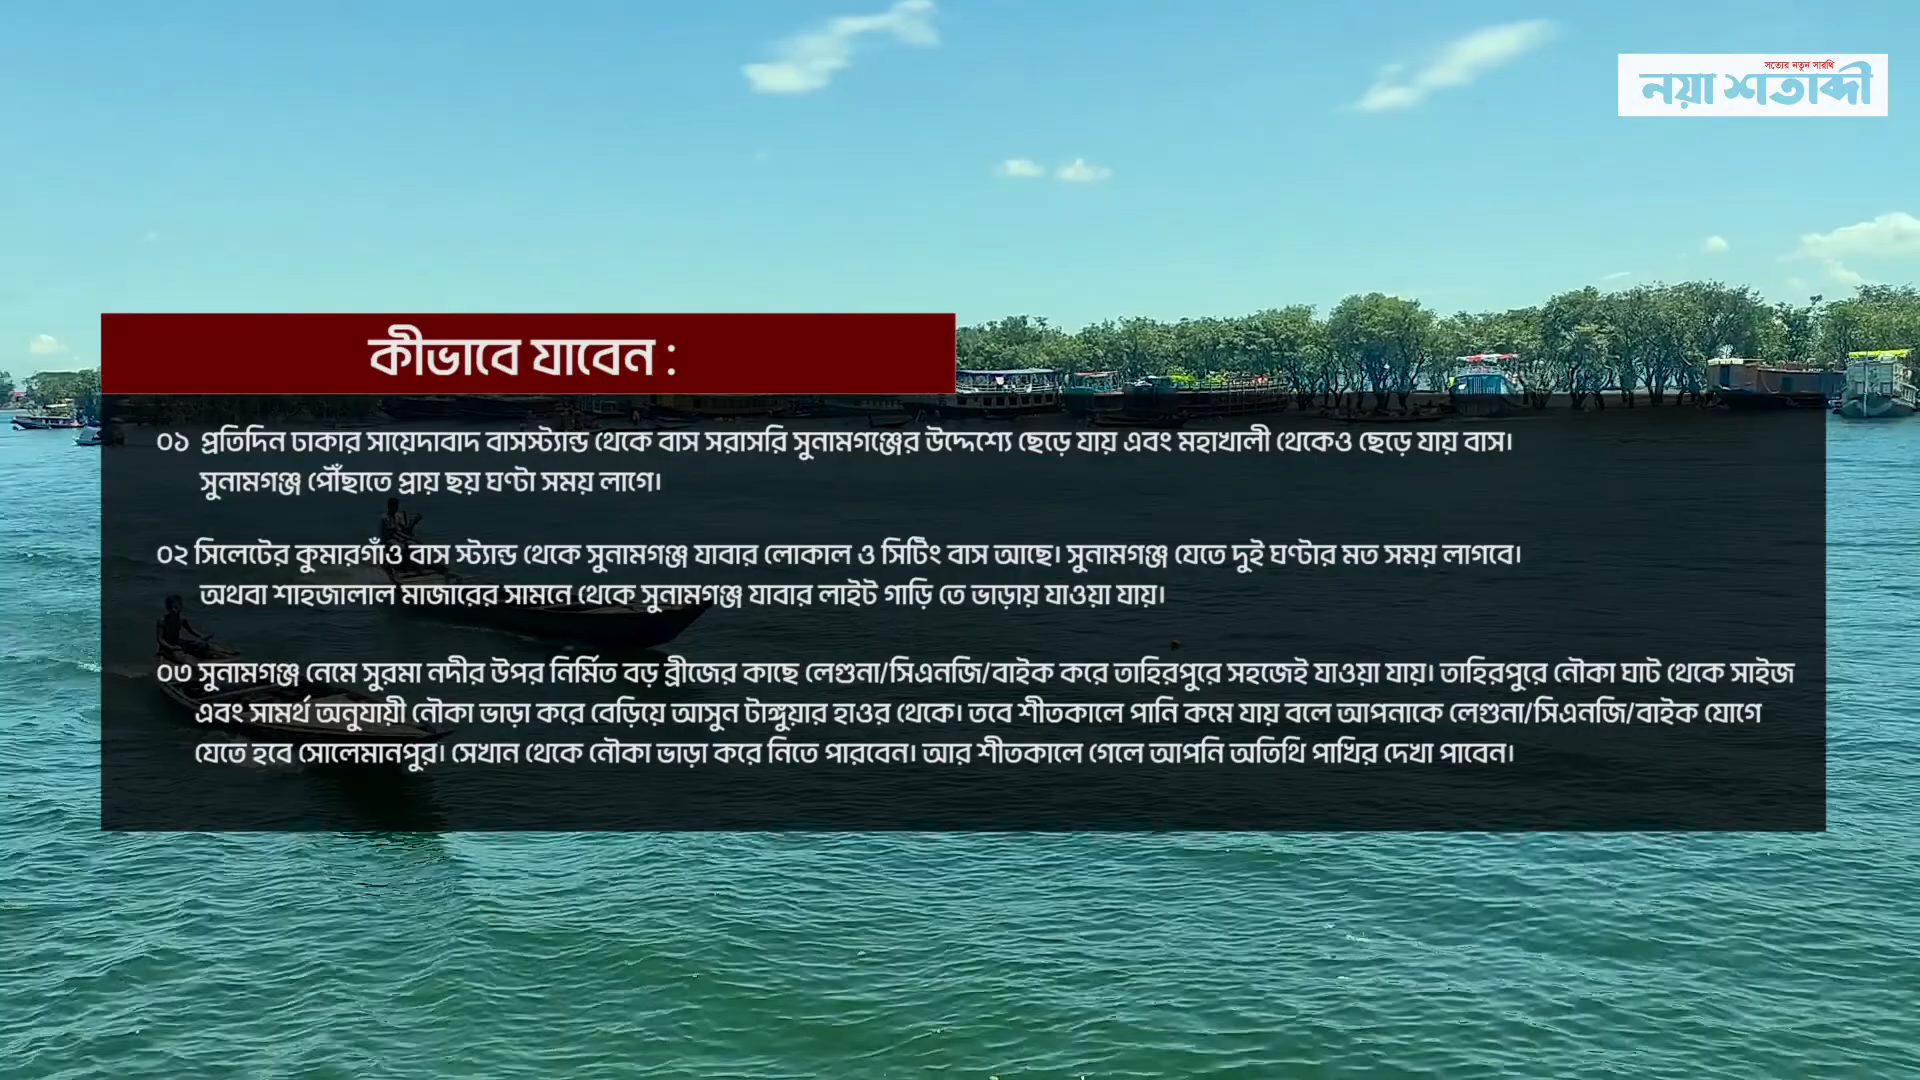 সত্যের নতুন সারথি
নয়া শতাব্দী
কীভাবে যাবেন :
০১ প্রতিদিন ঢাকার সায়েদাবাদ বাসস্ট্যান্ড থেকে বাস সরাসরি সুনামগঞ্জের উদ্দেশ্যে ছেড়ে যায় এবং মহাখালী থেকেও ছেড়ে যায় বাস।
সুনামগঞ্জ পৌঁছাতে প্রায় ছয় ঘণ্টা সময় লাগে।
০২ সিলেটের কুমারগাঁও বাস স্ট্যান্ড থেকে সুনামগঞ্জ যাবার লোকাল ও সিটিং বাস আছে। সুনামগঞ্জ যেতে দুই ঘণ্টার মত সময় লাগবে।
অথবা শাহজালাল মাজারের সামনে থেকে সুনামগঞ্জ যাবার লাইট গাড়ি তে ভাড়ায় যাওয়া যায়।
০৩ সুনামগঞ্জ নেমে সুরমা নদীর উপর নির্মিত বড় ব্রীজের কাছে লেগুনা/সিএনজি/বাইক করে তাহিরপুরে সহজেই যাওয়া যায়। তাহিরপুরে নৌকা ঘাট থেকে সাইজ
এবং সামর্থ অনুযায়ী নৌকা ভাড়া করে বেড়িয়ে আসুন টাঙ্গুয়ার হাওর থেকে। তবে শীতকালে পানি কমে যায় বলে আপনাকে লেগুনা/সিএনজি/বাইক যোগে
যেতে হবে সোলেমানপুর। সেখান থেকে নৌকা ভাড়া করে নিতে পারবেন। আর শীতকালে গেলে আপনি অতিথি পাখির দেখা পাবেন।